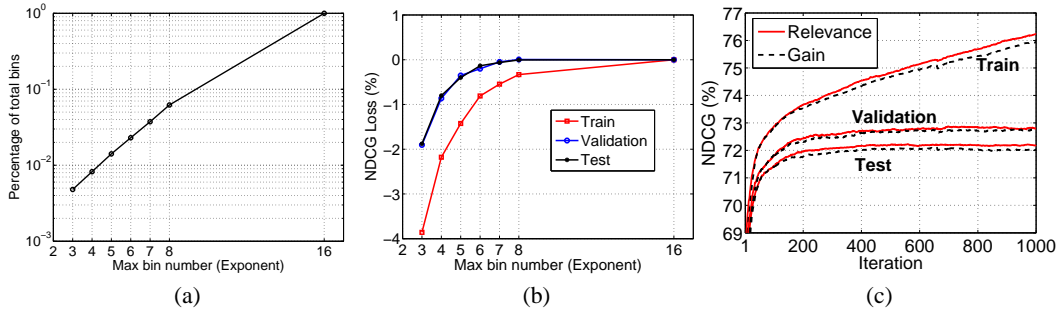 10^0
10^-1
10^-2
10^-3
Percentage of total bins
2 3 4 5 6 7 8 16
Max bin number (Exponent)
(a)
1
0
−1
−2
−3
−4
NDCG Loss (%)
Train
Validation
Test
2 3 4 5 6 7 8 16
Max bin number (Exponent)
(b)
77
76
75
74
73
72
71
70
69
NDCG (%)
Relevance
Gain
Train
Validation
Test
200 400 600 800 1000
Iteration
(c)